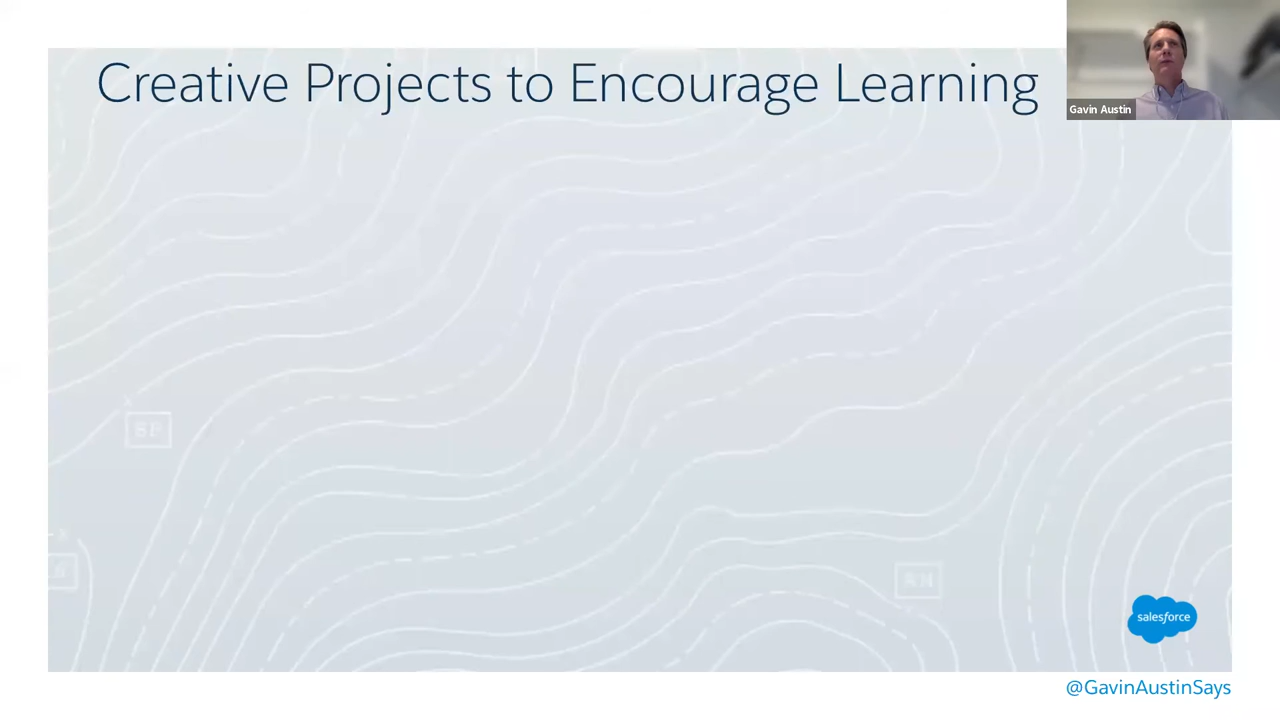 Creative Projects to Encourage Learning
Gavin Austin
salesforce
@GavinAustinSays